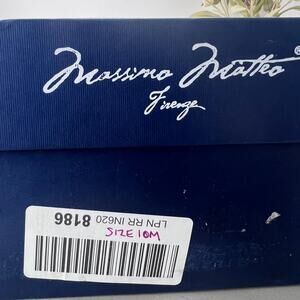 Massimo Matteo®
Firenze
LPN RR IN620 8186
SIZE 10M